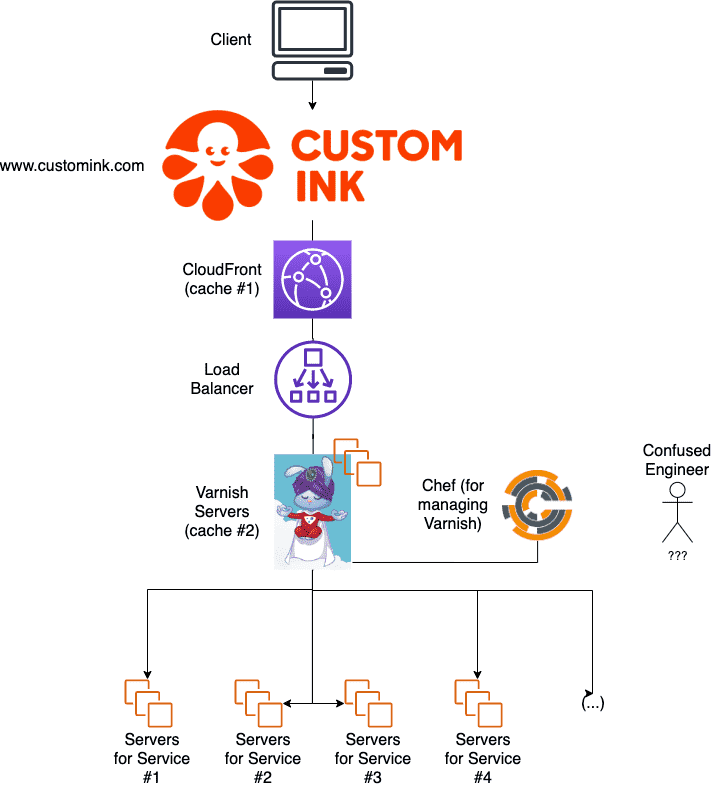 Client
CUSTOM
INK
www.customink.com
CloudFront
(cache #1)
Load
Balancer
Varnish
Servers
(cache #2)
Chef (for
managing
Varnish)
Confused
Engineer
???
(...)
Servers
for Service
#1
Servers
for Service
#2
Servers
for Service
#3
Servers
for Service
#4